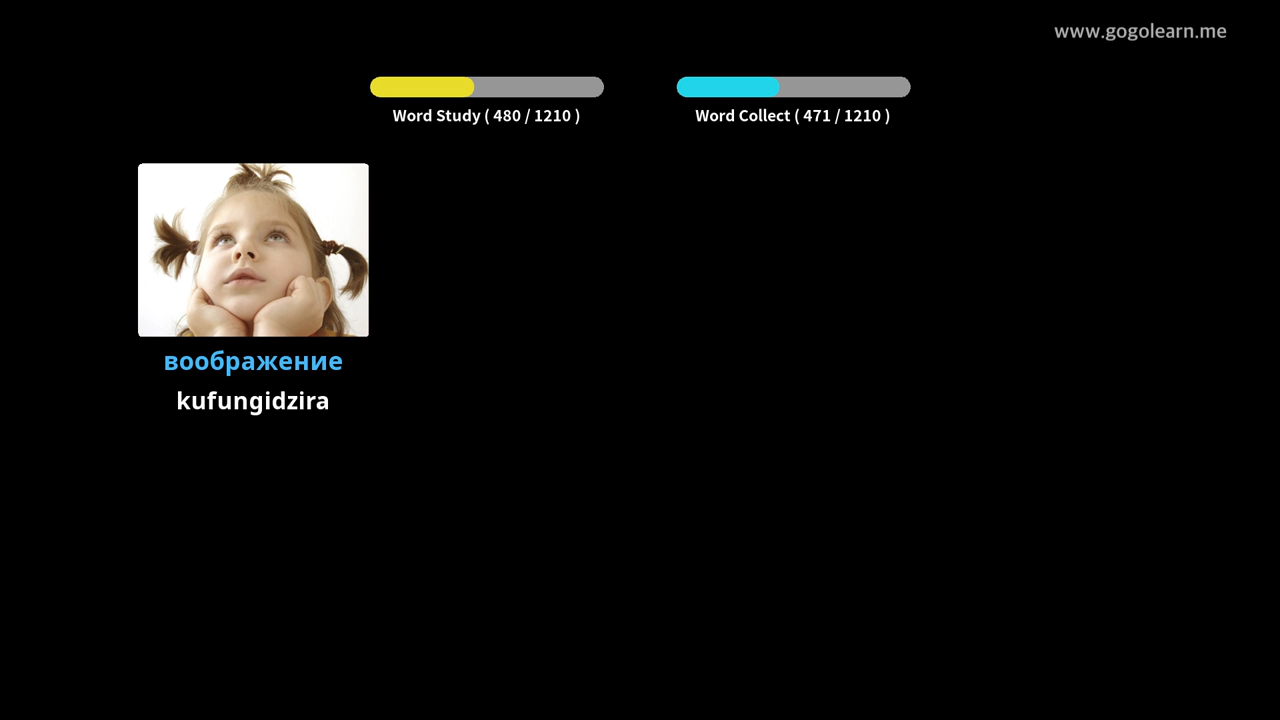 www.gogolearn.me
Word Study ( 480 / 1210 )
Word Collect ( 471 / 1210 )
воображение
kufungidzira